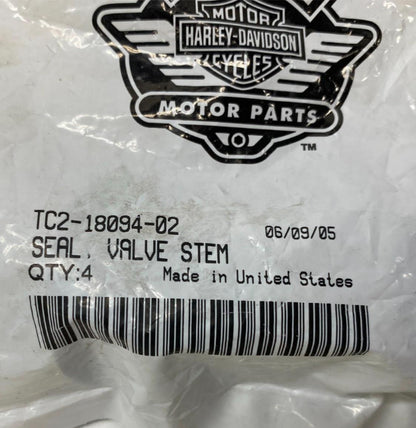 MOTOR
HARLEY-DAVIDSON
CYCLES
MOTOR PARTS
TM
TC2-18094-02 06/09/05
SEAL, VALVE STEM
QTY:4 Made in United States